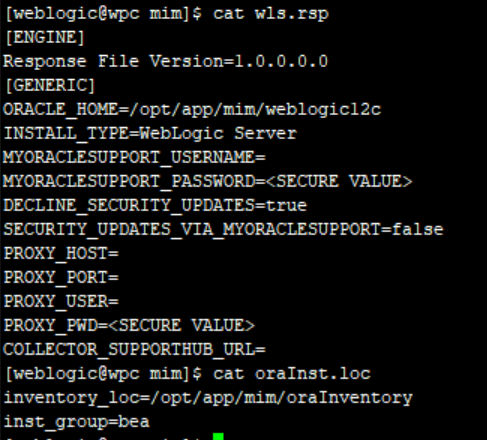 [weblogic@wpc mim]$ cat wls.rsp
[ENGINE]
Response File Version=1.0.0.0.0
[GENERIC]
ORACLE_HOME=/opt/app/mim/weblogic12c
INSTALL_TYPE=WebLogic Server
MYORACLESUPPORT_USERNAME=
MYORACLESUPPORT_PASSWORD=<SECURE VALUE>
DECLINE_SECURITY_UPDATES=true
SECURITY_UPDATES_VIA_MYORACLESUPPORT=false
PROXY_HOST=
PROXY_PORT=
PROXY_USER=
PROXY_PWD=<SECURE VALUE>
COLLECTOR_SUPPORTHUB_URL=
[weblogic@wpc mim]$ cat oraInst.loc
inventory_loc=/opt/app/mim/oraInventory
inst_group=bea